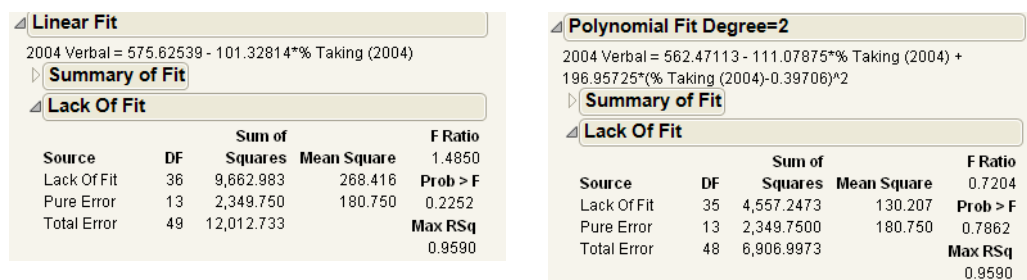 Linear Fit
2004 Verbal = 575.62539 - 101.32814*% Taking (2004)
Summary of Fit
Lack Of Fit
Sum of F Ratio
Source DF Squares Mean Square 1.4850
Lack Of Fit 36 9,662.983 268.416 Prob > F
Pure Error 13 2,349.750 180.750 0.2252
Total Error 49 12,012.733 Max RSq
0.9590
Polynomial Fit Degree=2
2004 Verbal = 562.47113 - 111.07875*% Taking (2004) +
196.95725*(% Taking (2004)-0.39706)^2
Summary of Fit
Lack Of Fit
Sum of F Ratio
Source DF Squares Mean Square 0.7204
Lack Of Fit 35 4,557.2473 130.207 Prob > F
Pure Error 13 2,349.7500 180.750 0.7862
Total Error 48 6,906.9973 Max RSq
0.9590